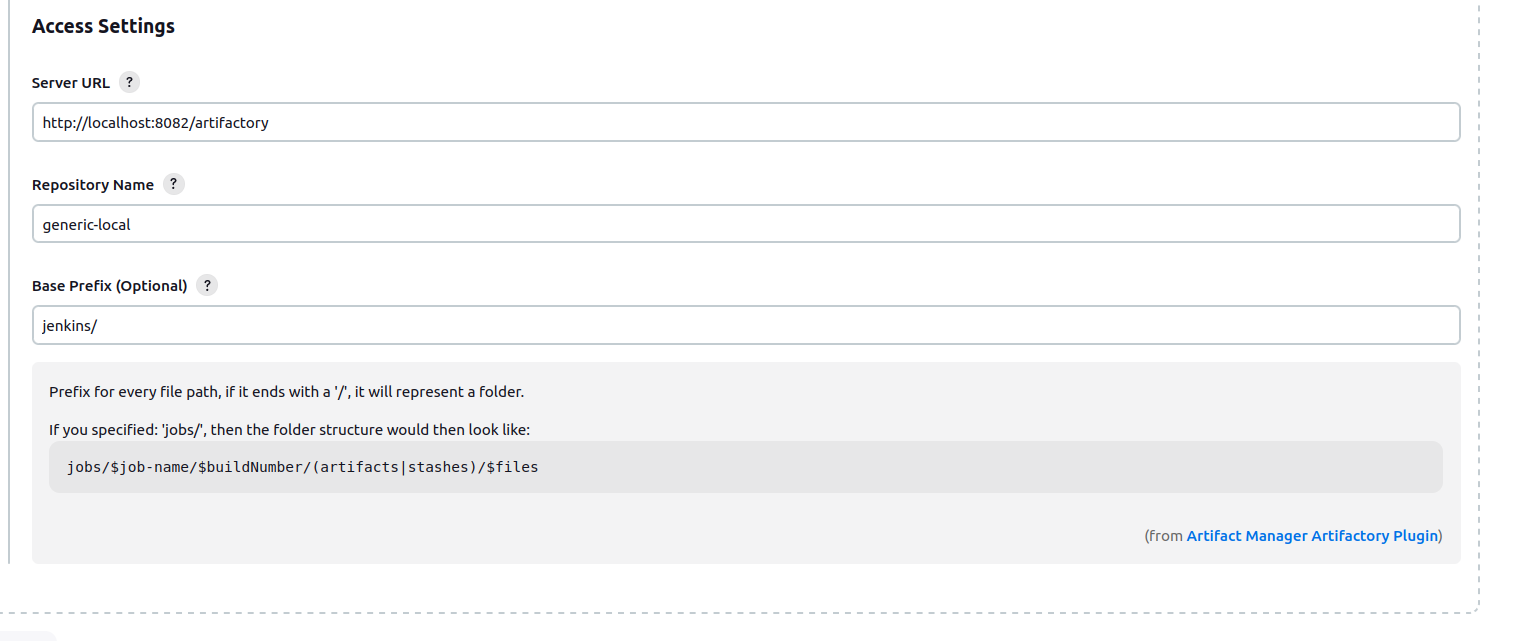 Access Settings
Server URL ?
http://localhost:8082/artifactory
Repository Name ?
generic-local
Base Prefix (Optional) ?
jenkins/
Prefix for every file path, if it ends with a '/', it will represent a folder.
If you specified: 'jobs/', then the folder structure would then look like:
jobs/$job-name/$buildNumber/(artifacts|stashes)/$files
(from Artifact Manager Artifactory Plugin)